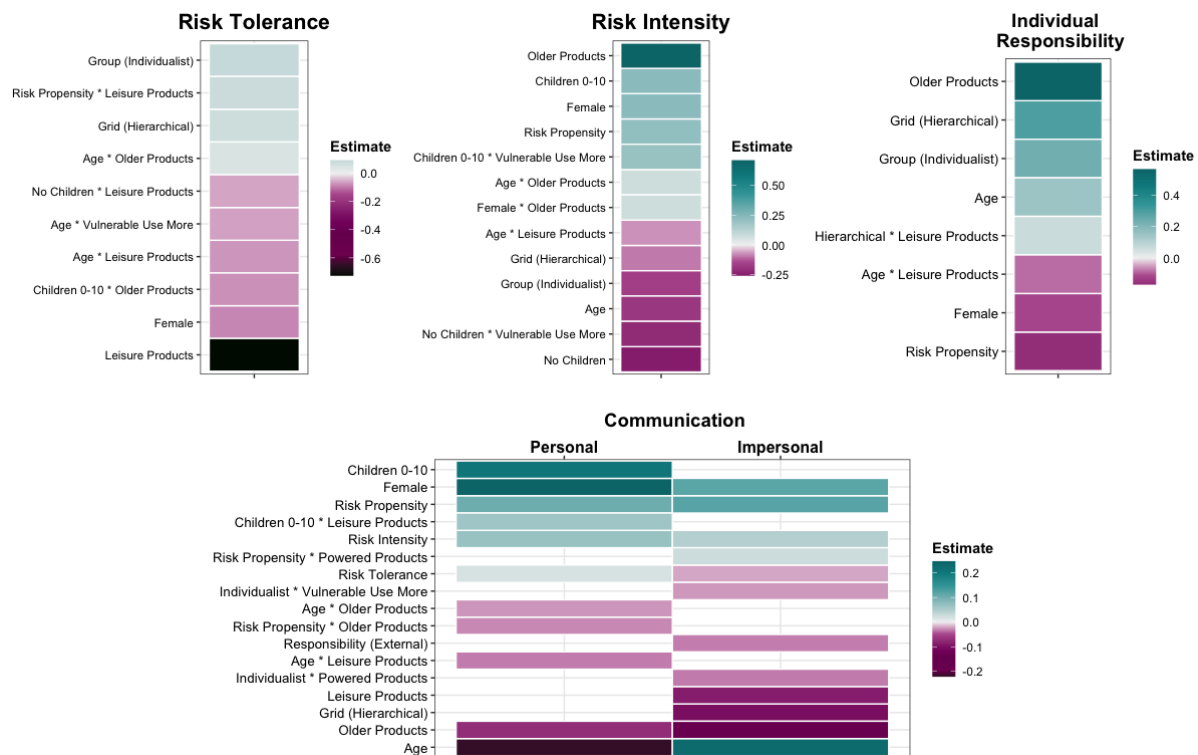 Risk Tolerance
Group (Individualist)
Risk Propensity * Leisure Products
Grid (Hierarchical)
Age * Older Products
No Children * Leisure Products
Age * Vulnerable Use More
Age * Leisure Products
Children 0-10 * Older Products
Female
Leisure Products
Estimate
0.0
-0.2
-0.4
-0.6
Risk Intensity
Older Products
Children 0-10
Female
Risk Propensity
Children 0-10 * Vulnerable Use More
Age * Older Products
Female * Older Products
Age * Leisure Products
Grid (Hierarchical)
Group (Individualist)
Age
No Children * Vulnerable Use More
No Children
Estimate
0.50
0.25
0.00
-0.25
Individual
Responsibility
Older Products
Grid (Hierarchical)
Group (Individualist)
Age
Hierarchical * Leisure Products
Age * Leisure Products
Female
Risk Propensity
Estimate
0.4
0.2
0.0
Communication
Personal Impersonal
Children 0-10
Female
Risk Propensity
Children 0-10 * Leisure Products
Risk Intensity
Risk Propensity * Powered Products
Risk Tolerance
Individualist * Vulnerable Use More
Age * Older Products
Risk Propensity * Older Products
Responsibility (External)
Age * Leisure Products
Individualist * Powered Products
Leisure Products
Grid (Hierarchical)
Older Products
Age
Estimate
0.2
0.1
0.0
-0.1
-0.2